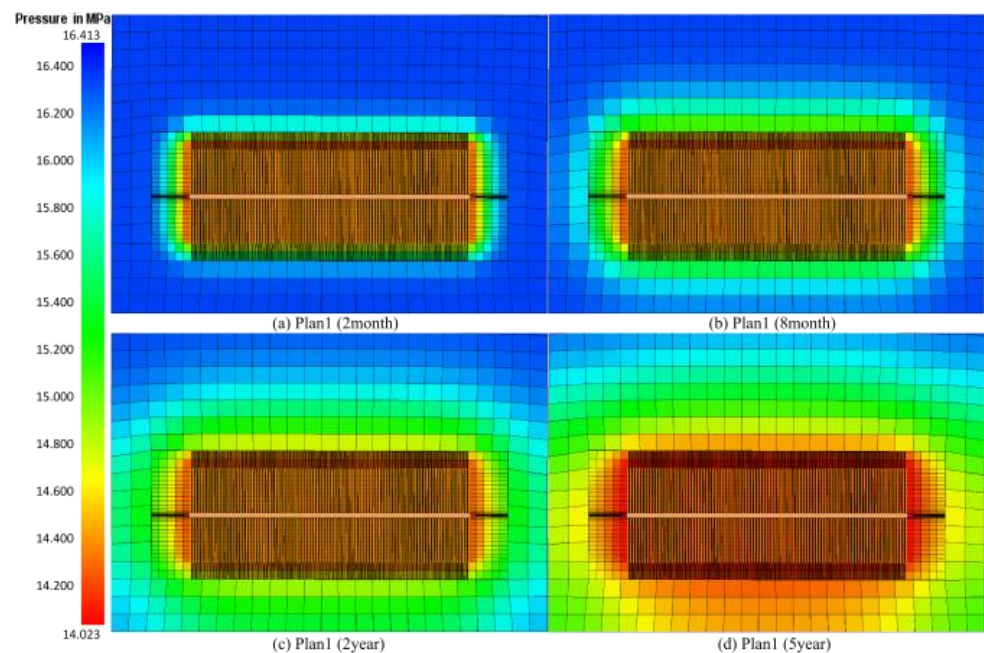 Pressure in MPa
16.413
16.400
16.200
16.000
15.800
15.600
15.400
15.200
15.000
14.800
14.600
14.400
14.200
14.023
(a) Plan1 (2month)
(b) Plan1 (8month)
(c) Plan1 (2year)
(d) Plan1 (5year)